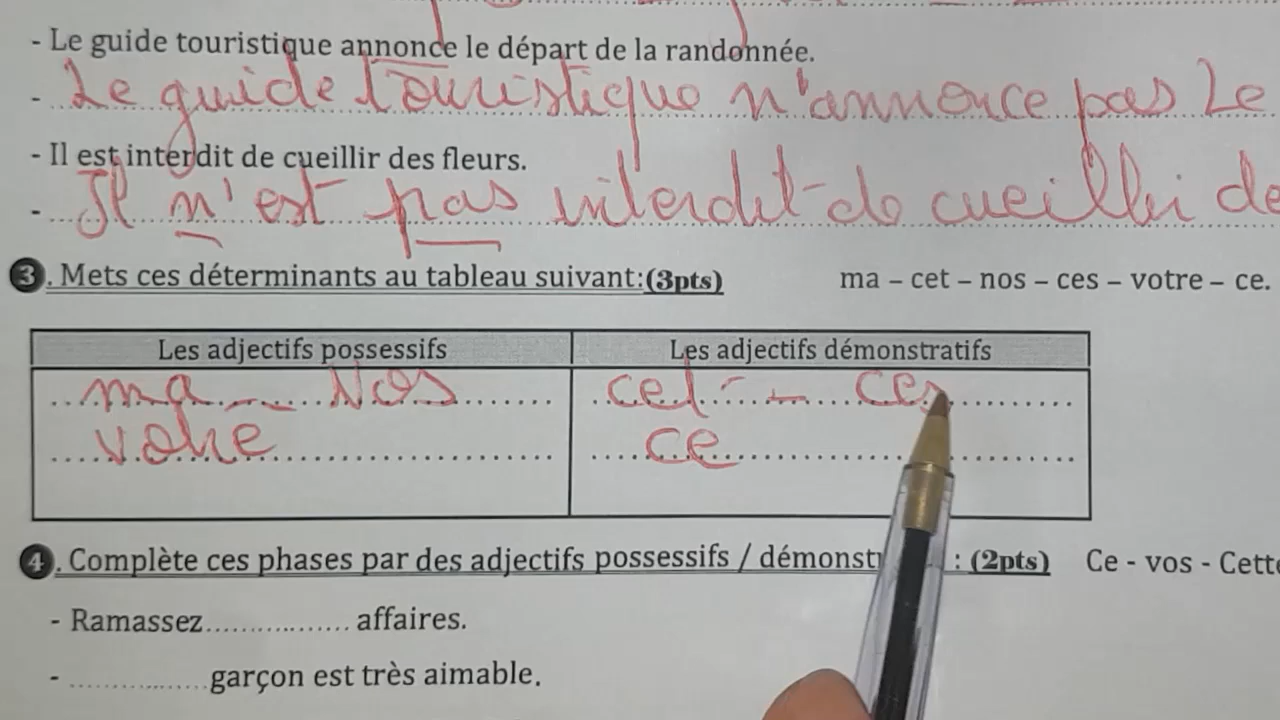 - Le guide touristique annonce le départ de la randonnée.
- Le guide touristique n'annonce pas Le
- Il est interdit de cueillir des fleurs.
- Il n'est pas interdit de cueilli de
3. Mets ces déterminants au tableau suivant:(3pts) ma – cet – nos – ces – votre – ce.
Les adjectifs possessifs Les adjectifs démonstratifs
ma - Nos cet - ces
votre ce
4. Complète ces phases par des adjectifs possessifs / démonst : (2pts) Ce - vos - Cette
- Ramassez................. affaires.
- ................garçon est très aimable.